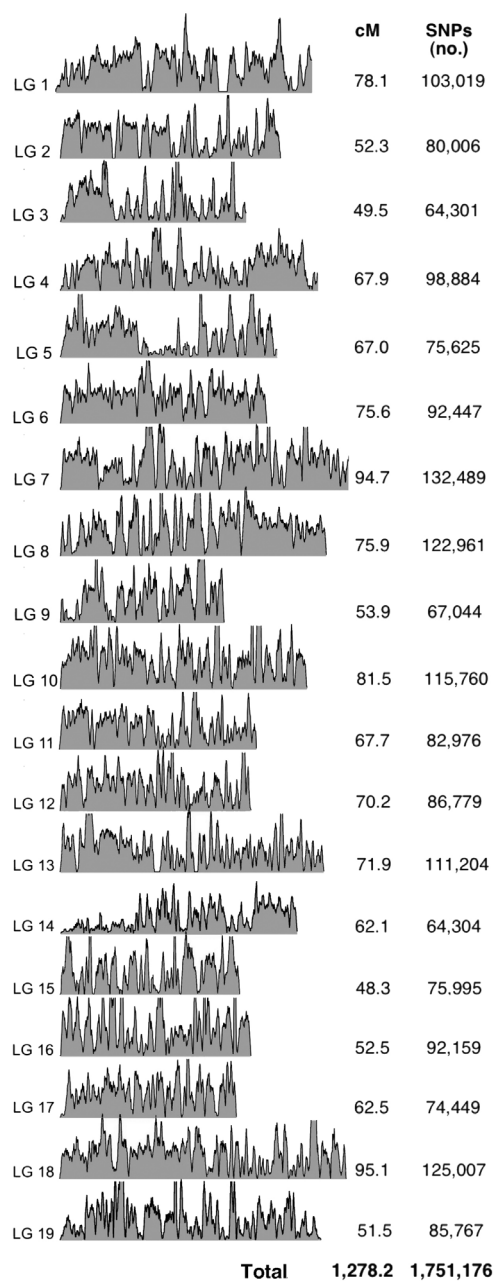 cM SNPs
(no.)
LG 1 78.1 103,019
LG 2 52.3 80,006
LG 3 49.5 64,301
LG 4 67.9 98,884
LG 5 67.0 75,625
LG 6 75.6 92,447
LG 7 94.7 132,489
LG 8 75.9 122,961
LG 9 53.9 67,044
LG 10 81.5 115,760
LG 11 67.7 82,976
LG 12 70.2 86,779
LG 13 71.9 111,204
LG 14 62.1 64,304
LG 15 48.3 75,995
LG 16 52.5 92,159
LG 17 62.5 74,449
LG 18 95.1 125,007
LG 19 51.5 85,767
Total 1,278.2 1,751,176